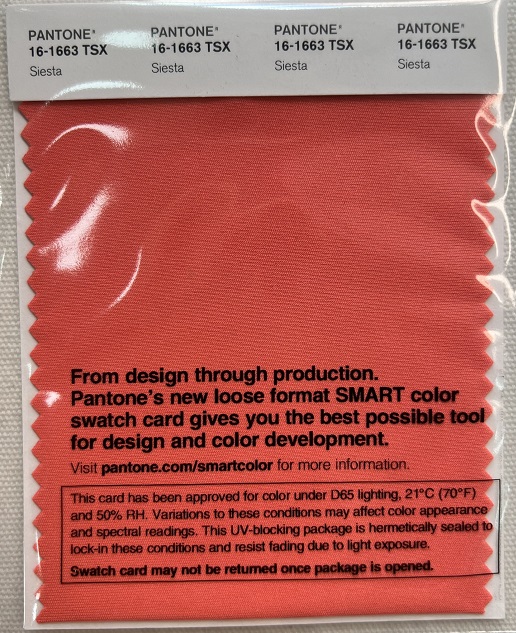 PANTONE® PANTONE® PANTONE® PANTONE®
16-1663 TSX 16-1663 TSX 16-1663 TSX 16-1663 TSX
Siesta Siesta Siesta Siesta
From design through production.
Pantone's new loose format SMART color
swatch card gives you the best possible tool
for design and color development.
Visit pantone.com/smartcolor for more information.
This card has been approved for color under D65 lighting, 21°C (70°F)
and 50% RH. Variations to these conditions may affect color appearance
and spectral readings. This UV-blocking package is hermetically sealed to
lock-in these conditions and resist fading due to light exposure.
Swatch card may not be returned once package is opened.